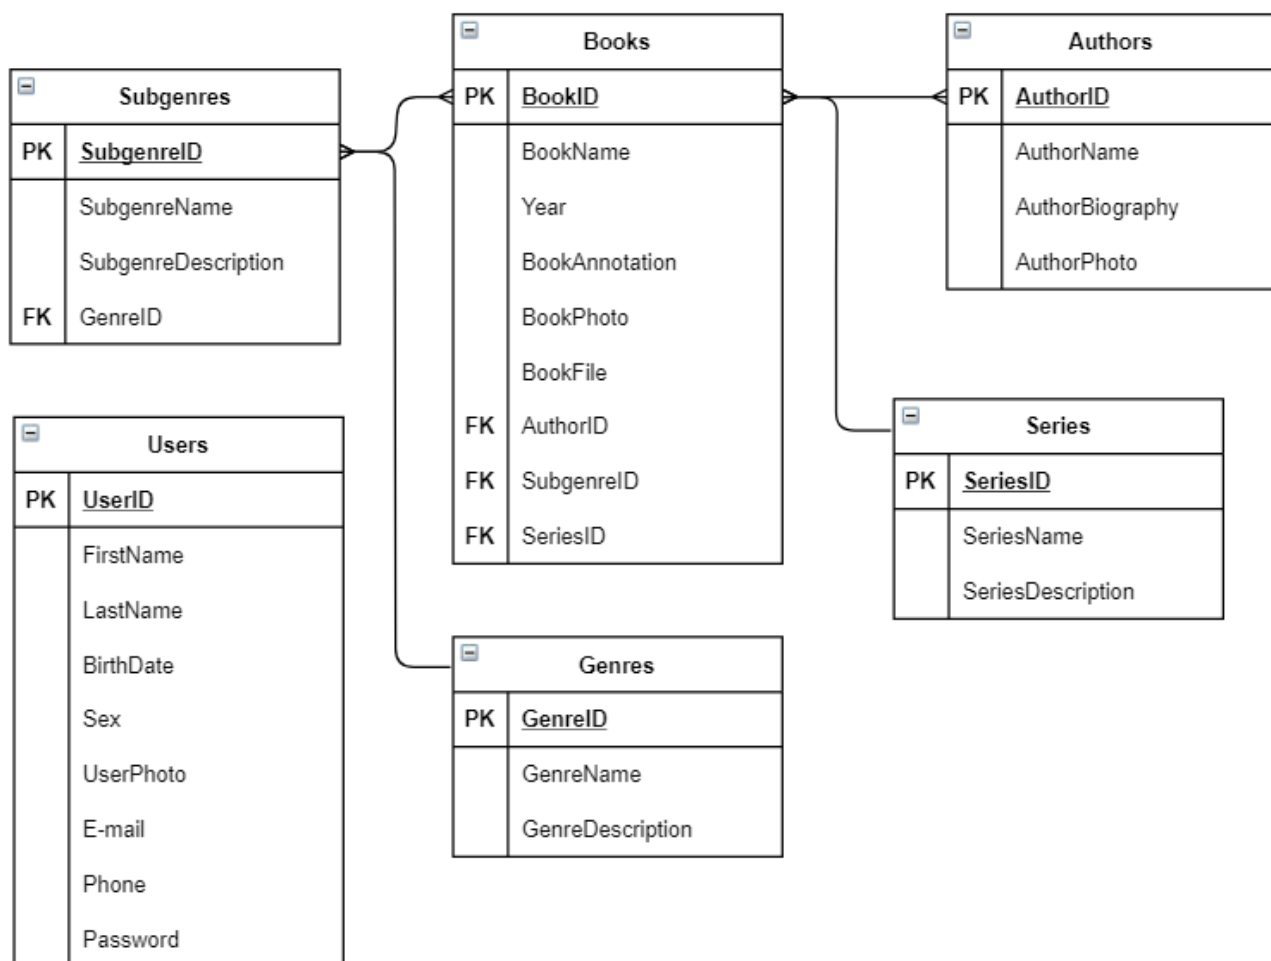 Subgenres
PK SubgenreID
SubgenreName
SubgenreDescription
FK GenreID
Users
PK UserID
FirstName
LastName
BirthDate
Sex
UserPhoto
E-mail
Phone
Password
Books
PK BookID
BookName
Year
BookAnnotation
BookPhoto
BookFile
FK AuthorID
FK SubgenreID
FK SeriesID
Genres
PK GenreID
GenreName
GenreDescription
Authors
PK AuthorID
AuthorName
AuthorBiography
AuthorPhoto
Series
PK SeriesID
SeriesName
SeriesDescription